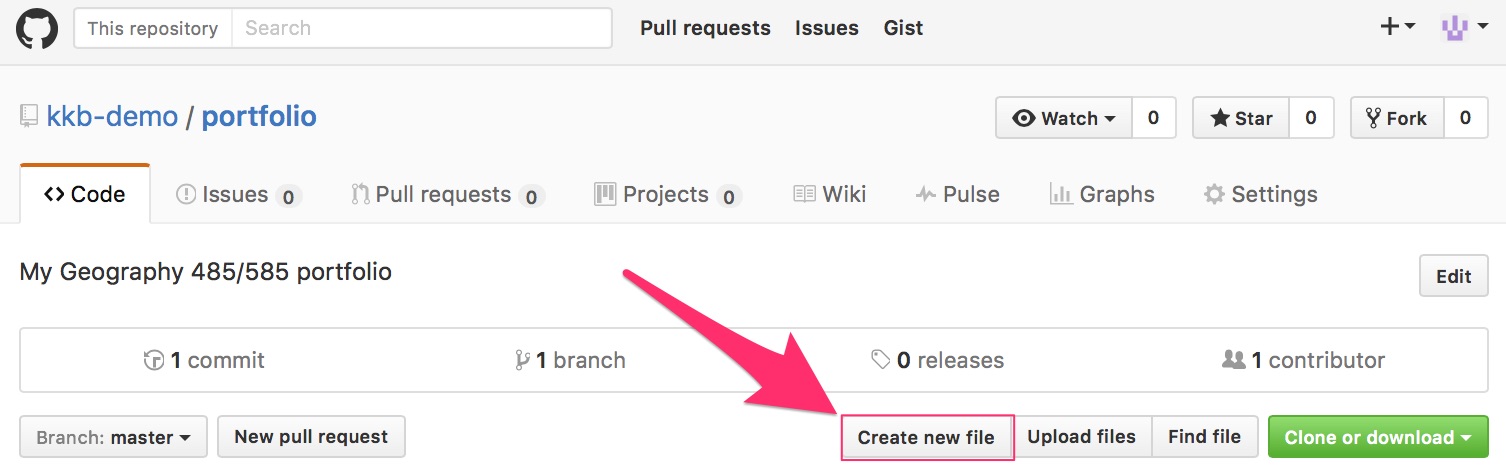 This repository Search Pull requests Issues Gist
kkb-demo / portfolio Watch 0 Star 0 Fork 0
Code Issues 0 Pull requests 0 Projects 0 Wiki Pulse Graphs Settings
My Geography 485/585 portfolio Edit
1 commit 1 branch 0 releases 1 contributor
Branch: master New pull request Create new file Upload files Find file Clone or download